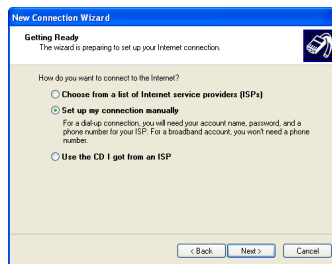 New Connection Wizard
Getting Ready
The wizard is preparing to set up your Internet connection.
How do you want to connect to the Internet?
Choose from a list of Internet service providers (ISPs)
Set up my connection manually
For a dial-up connection, you will need your account name, password, and a
phone number for your ISP. For a broadband account, you won't need a phone
number.
Use the CD I got from an ISP
< Back
Next >
Cancel